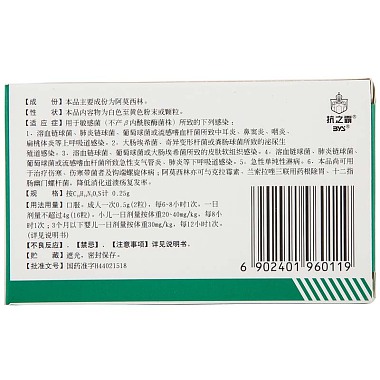 【成　　份】本品主要成份为阿莫西林。
【性　　状】本品内容物为白色至黄色粉末或颗粒。
【适 应 症】用于敏感菌（不产β内酰胺酶菌株）所致的下列感染：
1、溶血链球菌、肺炎链球菌、葡萄球菌或流感嗜血杆菌所致中耳炎、鼻窦炎、咽炎、
扁桃体炎等上呼吸道感染。2、大肠埃希菌、奇异变形杆菌或粪肠球菌所致的泌尿生
殖道感染。3、溶血链球菌、葡萄球菌或大肠埃希菌所致的皮肤软组织感染。4、溶血链球菌、肺炎链球菌、
葡萄球菌或流感嗜血杆菌所致急性支气管炎、肺炎等下呼吸道感染。5、急性单纯性淋病。6、本品尚可用
于治疗伤寒、伤寒带菌者及钩端螺旋体病；阿莫西林亦可与克拉霉素、兰索拉唑三联用药根除胃、十二指
肠幽门螺杆菌，降低消化道溃疡复发率。
【规　　格】按C₁₆H₁₉N₃O₅S计 0.25g
【用法用量】口服。成人一次0.5g(2粒)，每6~8小时1次，一日
剂量不超过4g(16粒)，小儿一日剂量按体重20-40mg/kg，每8小
时1次；3个月以下婴儿一日剂量按体重30mg/kg，每12小时1次。
（详见说明书）
【不良反应】、【禁忌】、【注意事项】详见说明书。
【贮　　藏】遮光，密封保存。
【批准文号】国药准字H44021518
抗之霸
BYS®
6 902401 960119